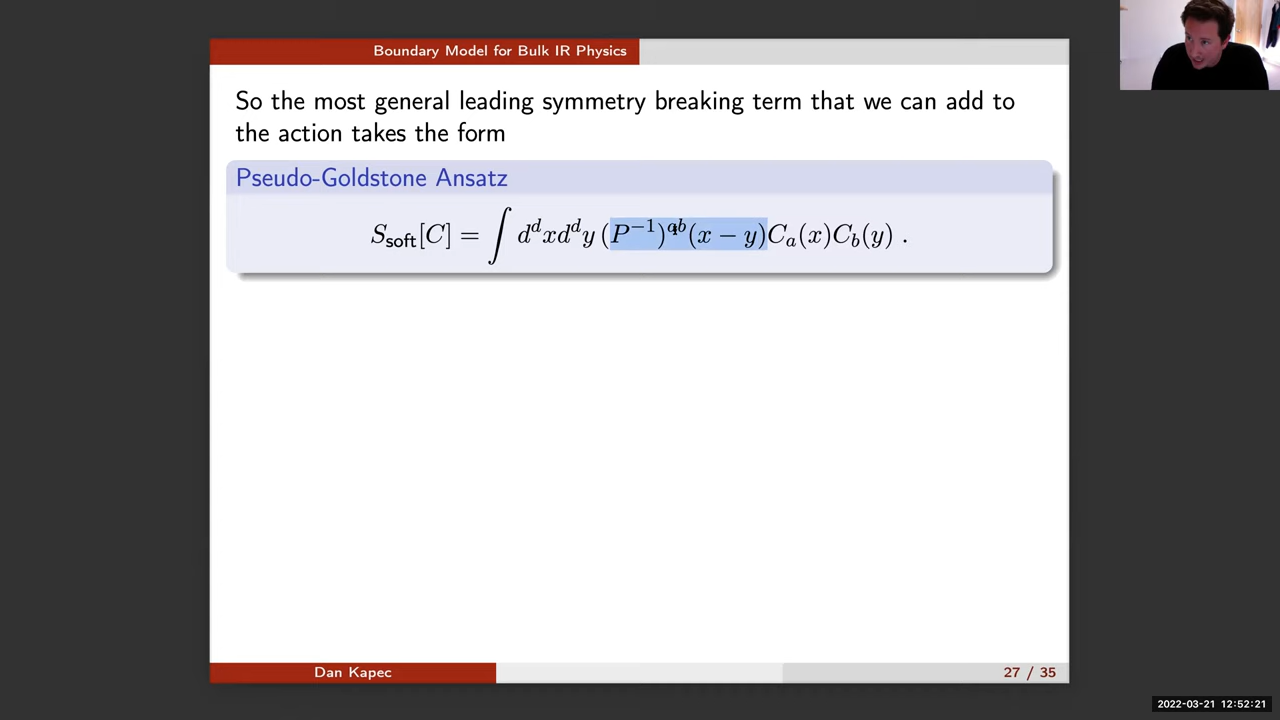 Boundary Model for Bulk IR Physics
So the most general leading symmetry breaking term that we can add to
the action takes the form
Pseudo-Goldstone Ansatz
S_soft[C] = ∫ d^d x d^d y (P^{-1})^{ab}(x − y)C_a(x)C_b(y) .
Dan Kapec
27 / 35
2022-03-21 12:52:21